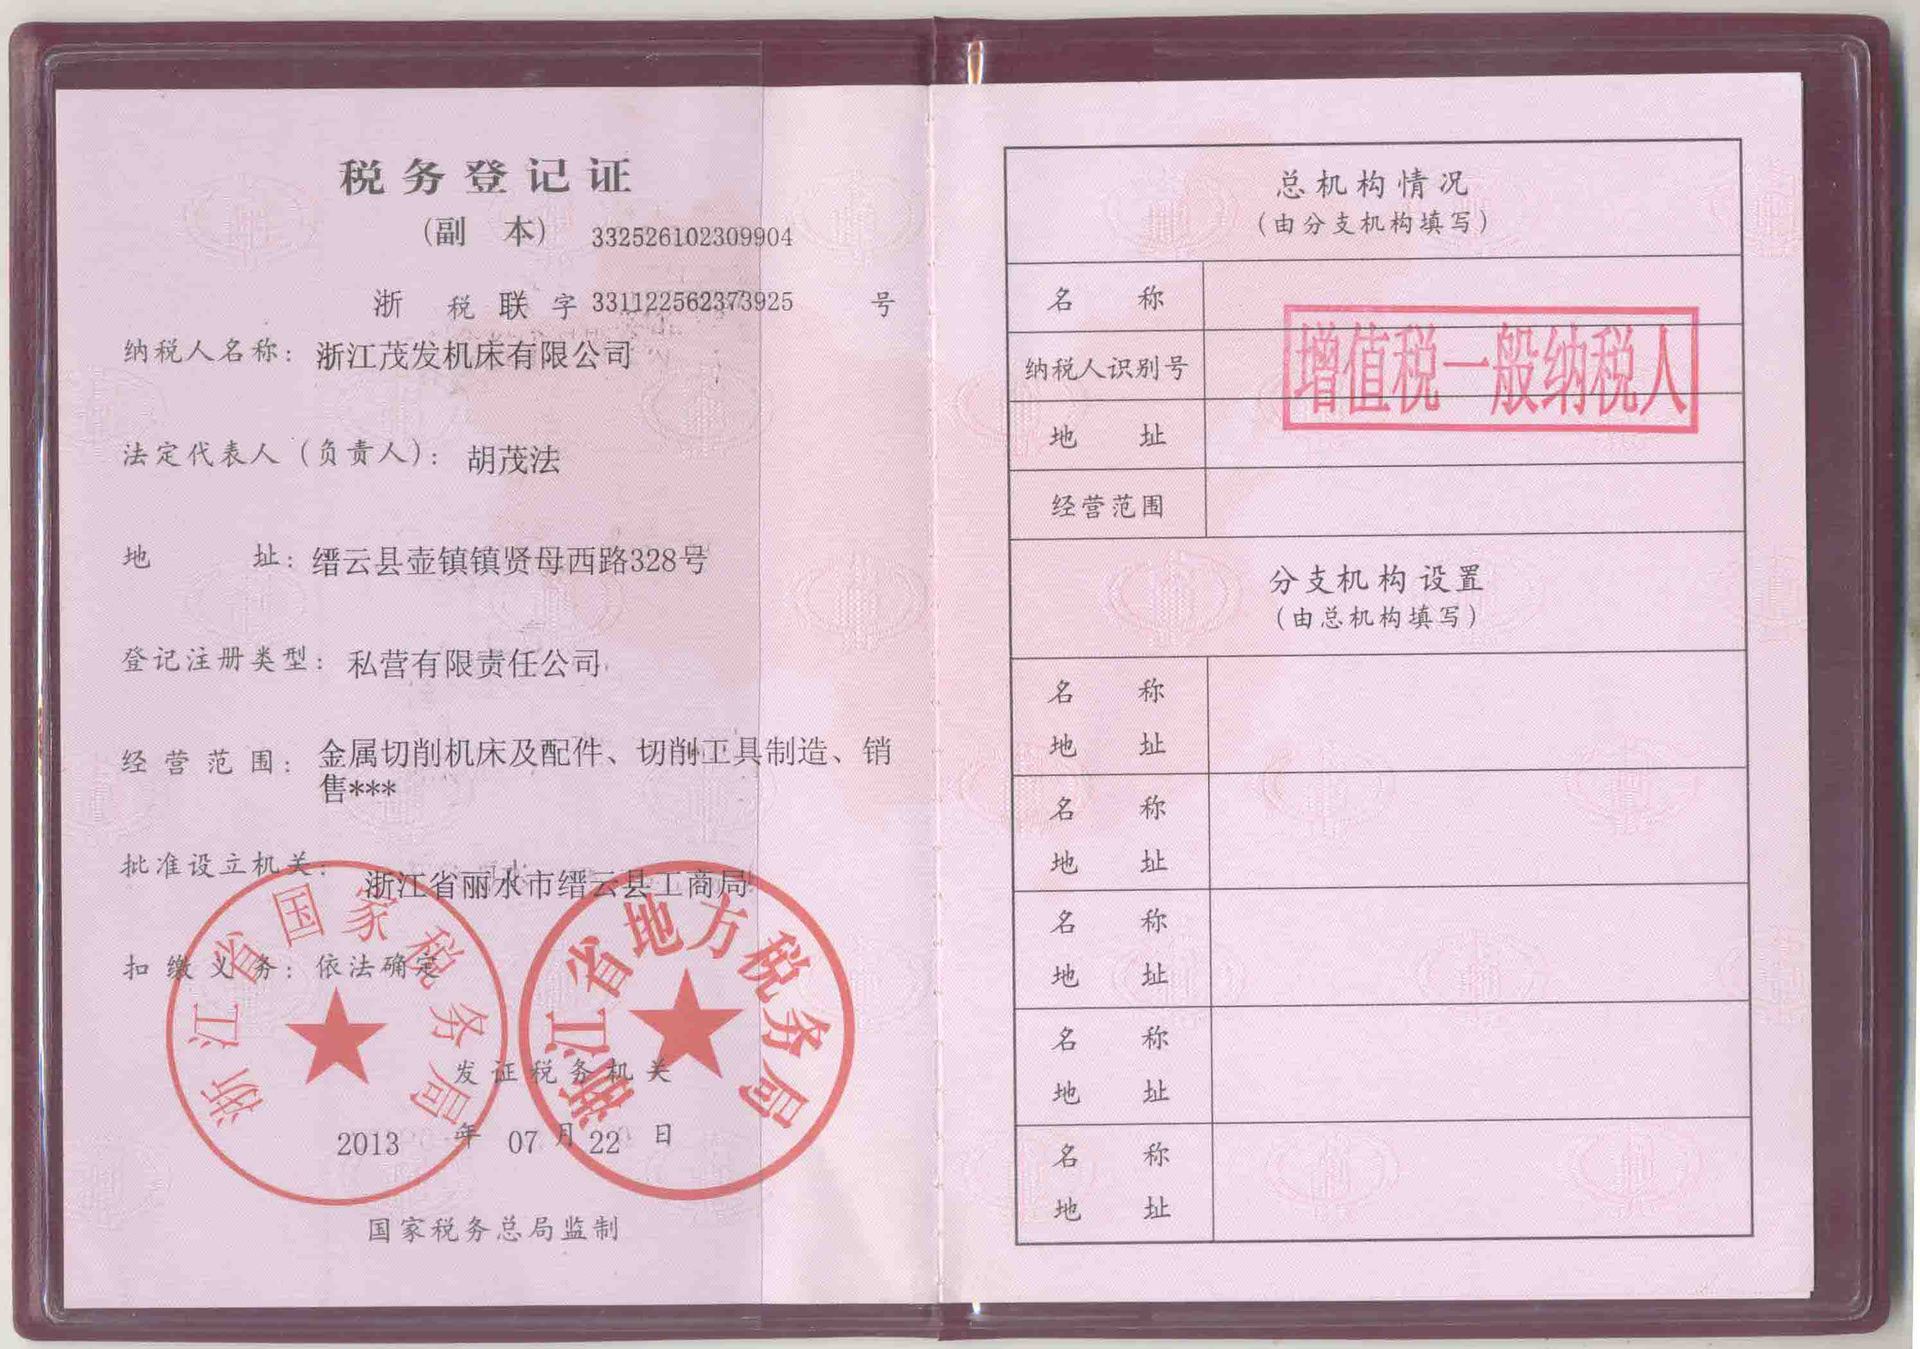 税务登记证
(副 本) 332526102309904
浙 税 联 字 331122562373925 号
纳税人名称: 浙江茂发机床有限公司
法定代表人(负责人): 胡茂法
地 址: 缙云县壶镇镇贤母西路328号
登记注册类型: 私营有限责任公司
经营范围: 金属切削机床及配件、切削工具制造、销
售***
批准设立机关:
浙江省丽水市缙云县工商局
扣缴义务: 依法确定
浙江省国家税务局
浙江省地方税务局
发证税务机关
2013 年 07 月 22 日
国家税务总局监制
总机构情况
(由分支机构填写)
名 称
纳税人识别号
增值税一般纳税人
地 址
经营范围
分支机构设置
(由总机构填写)
名 称
地 址
名 称
地 址
名 称
地 址
名 称
地 址
名 称
地 址